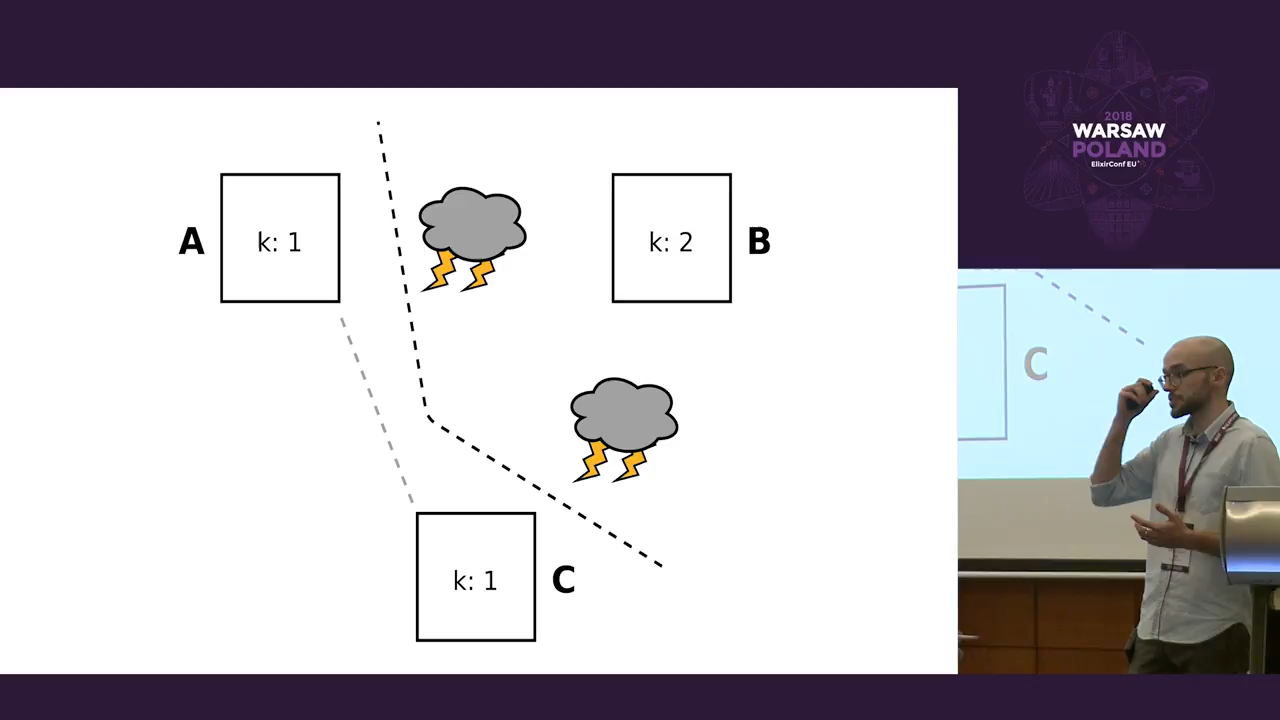 A
k: 1
k: 2
B
k: 1
C
2018
WARSAW
POLAND
ElixirConf EU
C